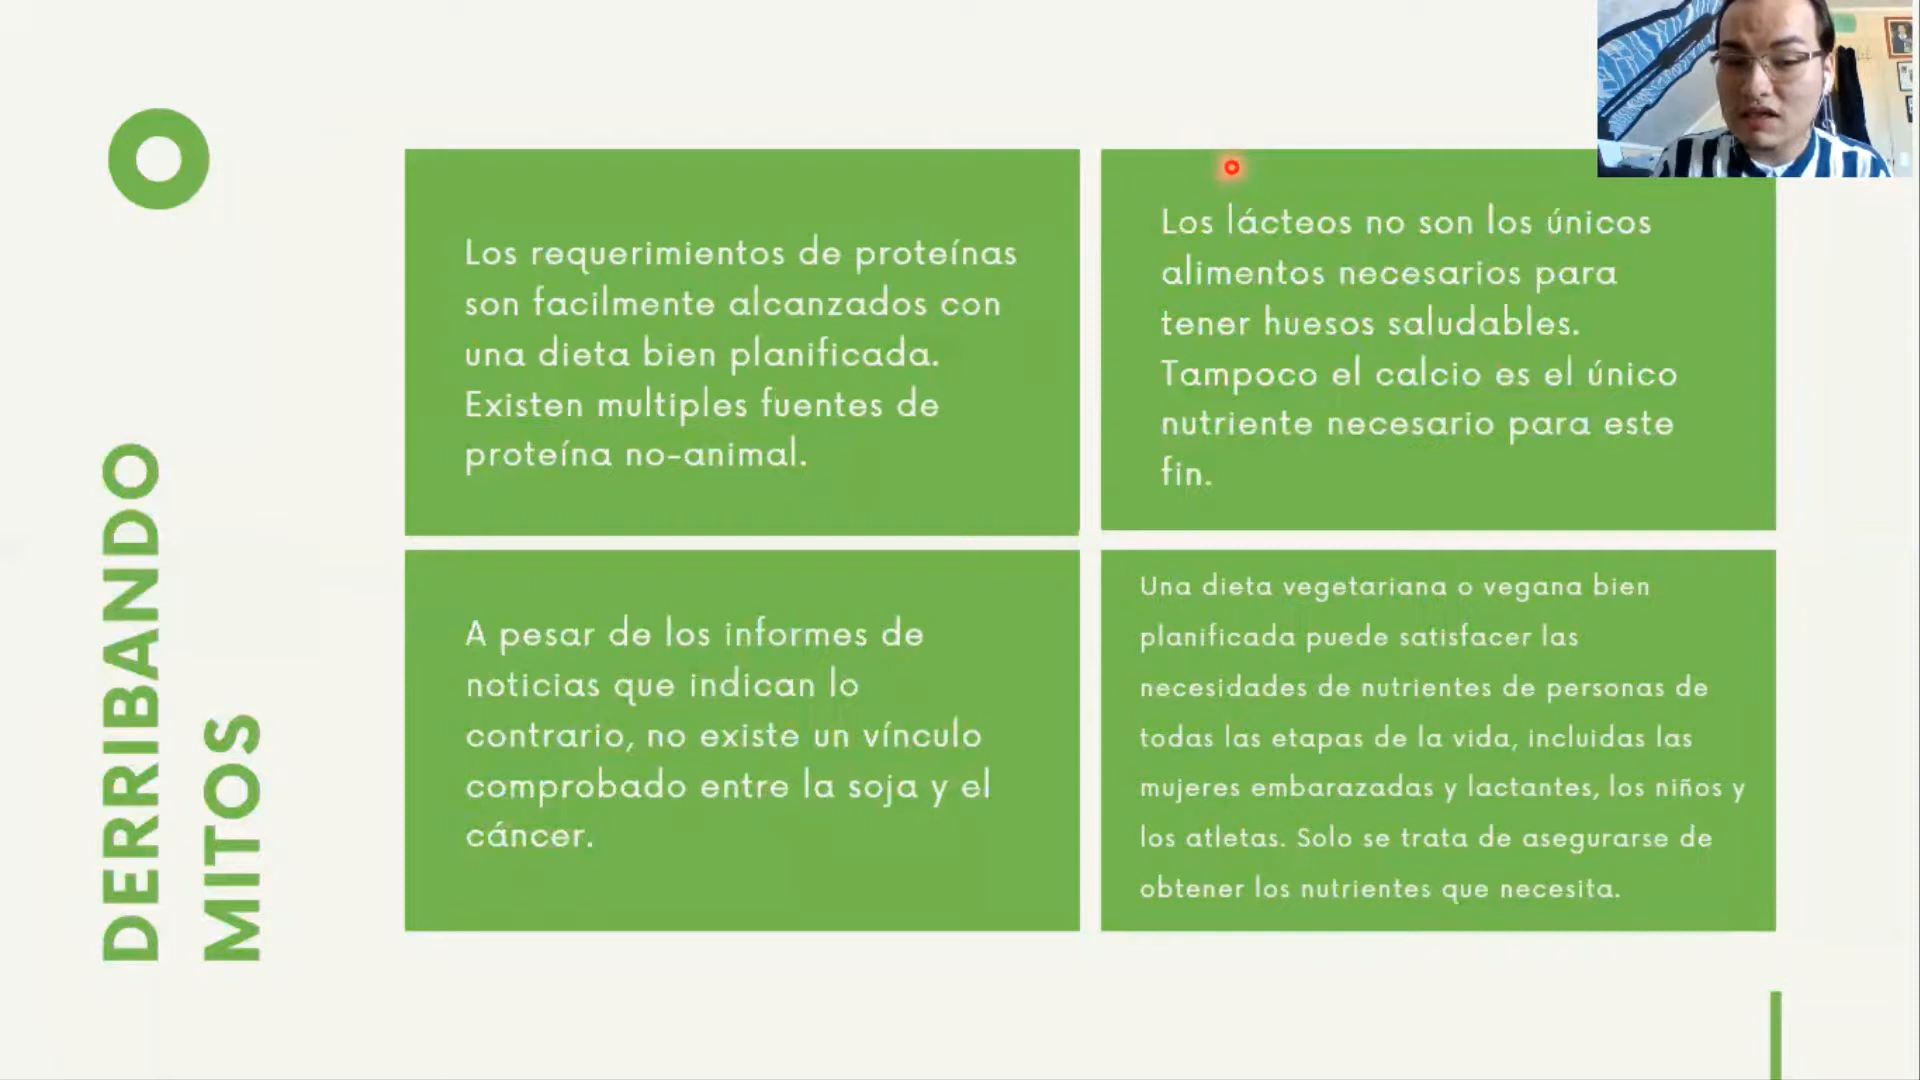 DERRIBANDO
MITOS
Los requerimientos de proteínas
son facilmente alcanzados con
una dieta bien planificada.
Existen multiples fuentes de
proteína no-animal.
Los lácteos no son los únicos
alimentos necesarios para
tener huesos saludables.
Tampoco el calcio es el único
nutriente necesario para este
fin.
A pesar de los informes de
noticias que indican lo
contrario, no existe un vínculo
comprobado entre la soja y el
cáncer.
Una dieta vegetariana o vegana bien
planificada puede satisfacer las
necesidades de nutrientes de personas de
todas las etapas de la vida, incluidas las
mujeres embarazadas y lactantes, los niños y
los atletas. Solo se trata de asegurarse de
obtener los nutrientes que necesita.